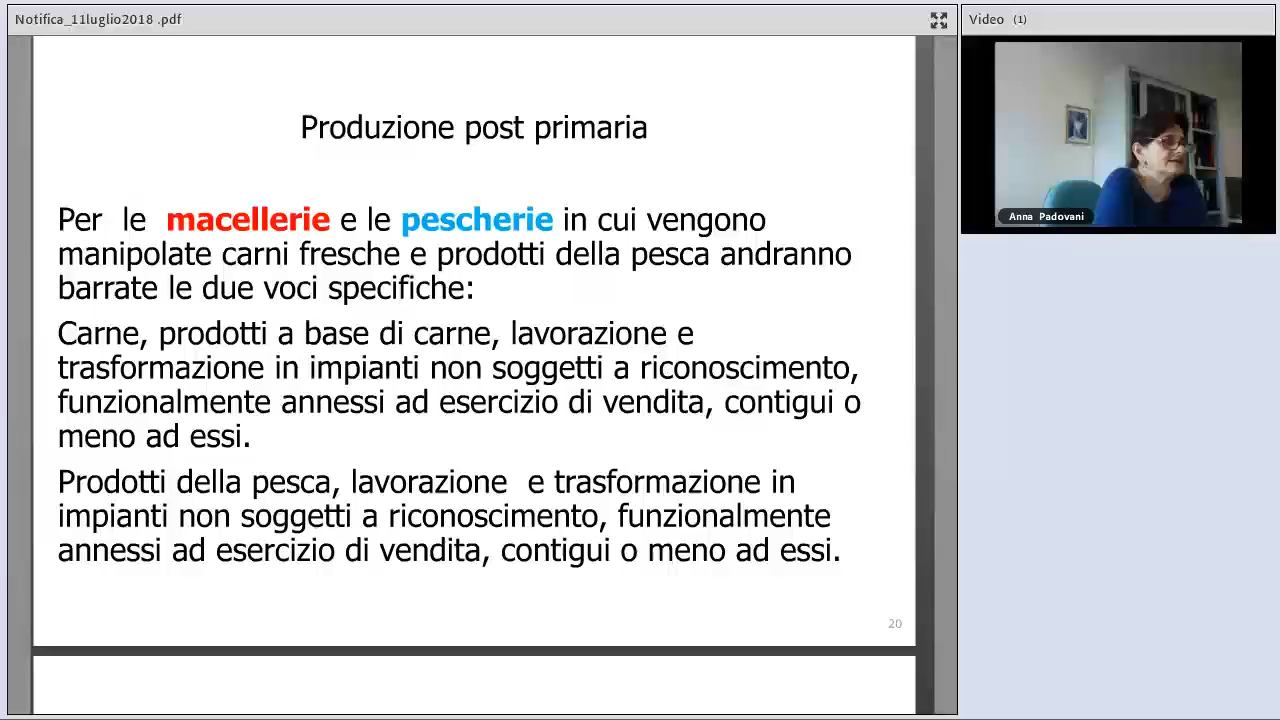 Notifica_11luglio2018 .pdf
Video (1)
Anna Padovani
Produzione post primaria
Per le macellerie e le pescherie in cui vengono
manipolate carni fresche e prodotti della pesca andranno
barrate le due voci specifiche:
Carne, prodotti a base di carne, lavorazione e
trasformazione in impianti non soggetti a riconoscimento,
funzionalmente annessi ad esercizio di vendita, contigui o
meno ad essi.
Prodotti della pesca, lavorazione e trasformazione in
impianti non soggetti a riconoscimento, funzionalmente
annessi ad esercizio di vendita, contigui o meno ad essi.
20